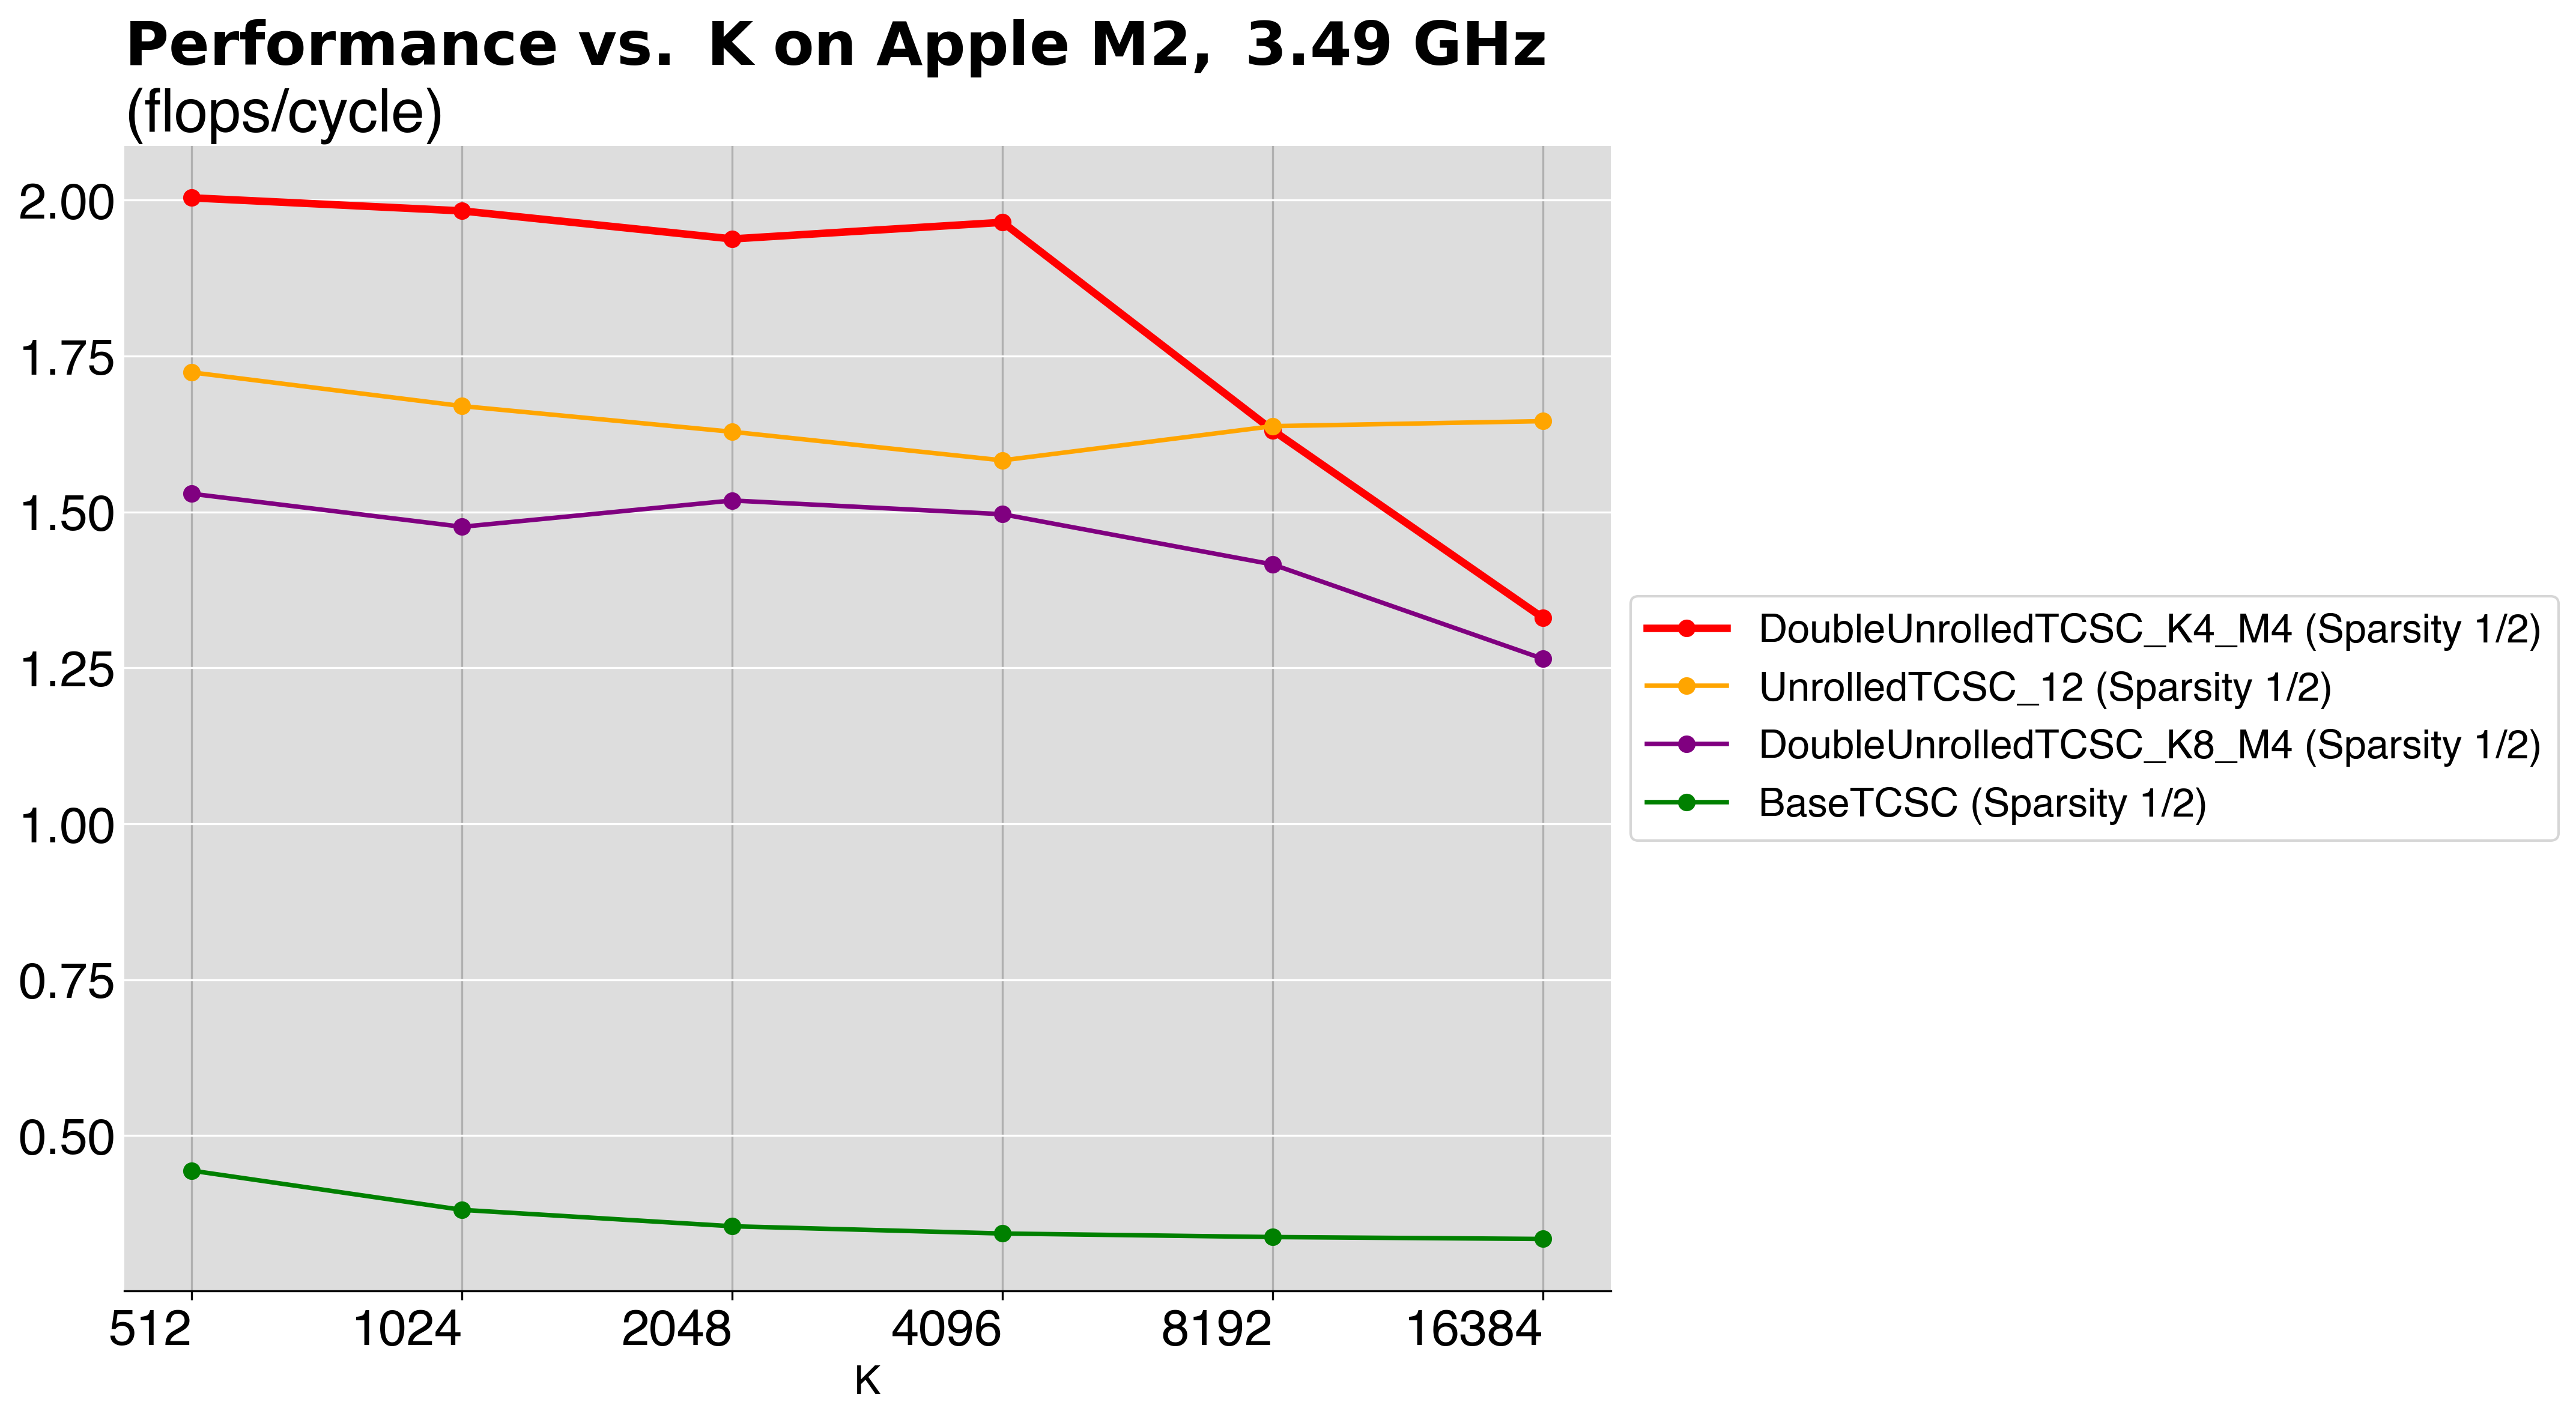 Performance vs. K on Apple M2, 3.49 GHz
(flops/cycle)
2.00
1.75
1.50
1.25
1.00
0.75
0.50
512 1024 2048 4096 8192 16384
K
DoubleUnrolledTCSC_K4_M4 (Sparsity 1/2)
UnrolledTCSC_12 (Sparsity 1/2)
DoubleUnrolledTCSC_K8_M4 (Sparsity 1/2)
BaseTCSC (Sparsity 1/2)